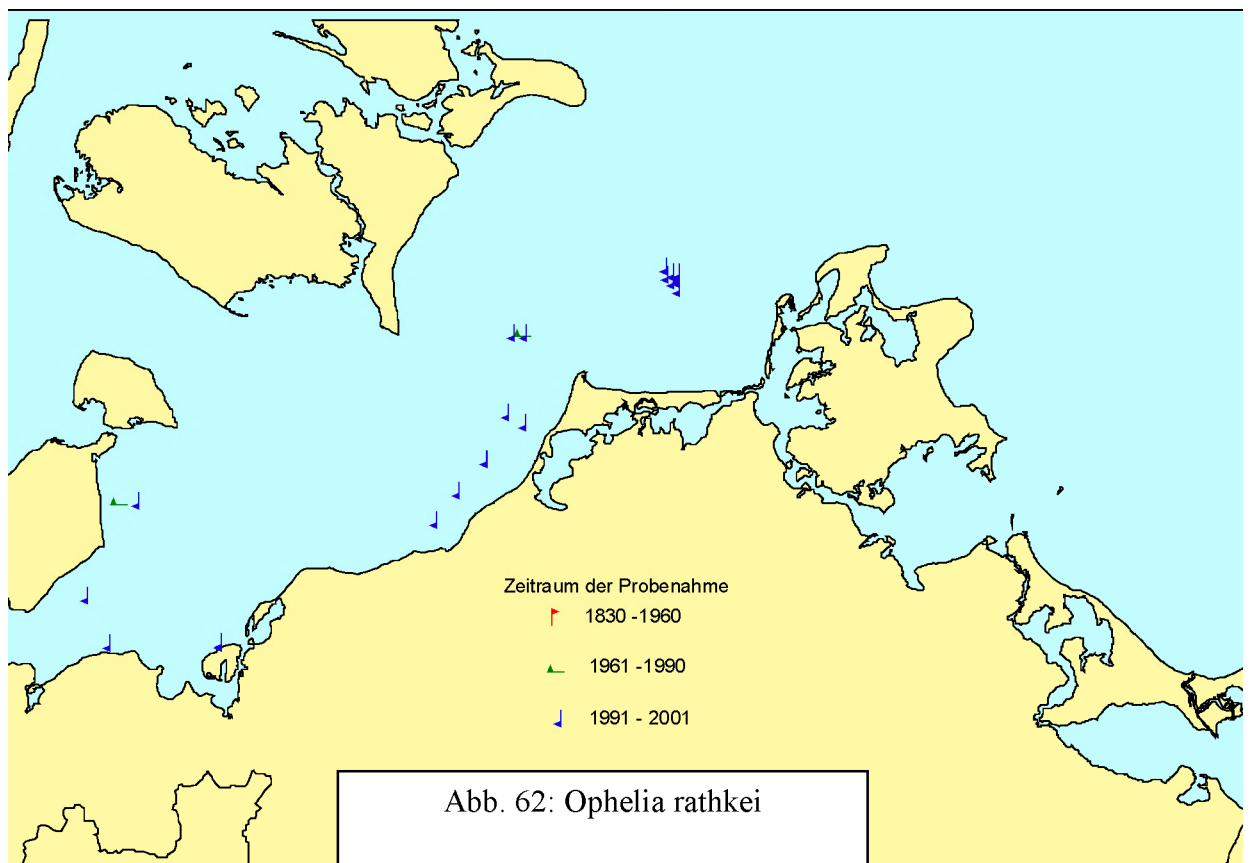 Zeitraum der Probenahme
1830 -1960
1961 -1990
1991 - 2001
Abb. 62: Ophelia rathkei